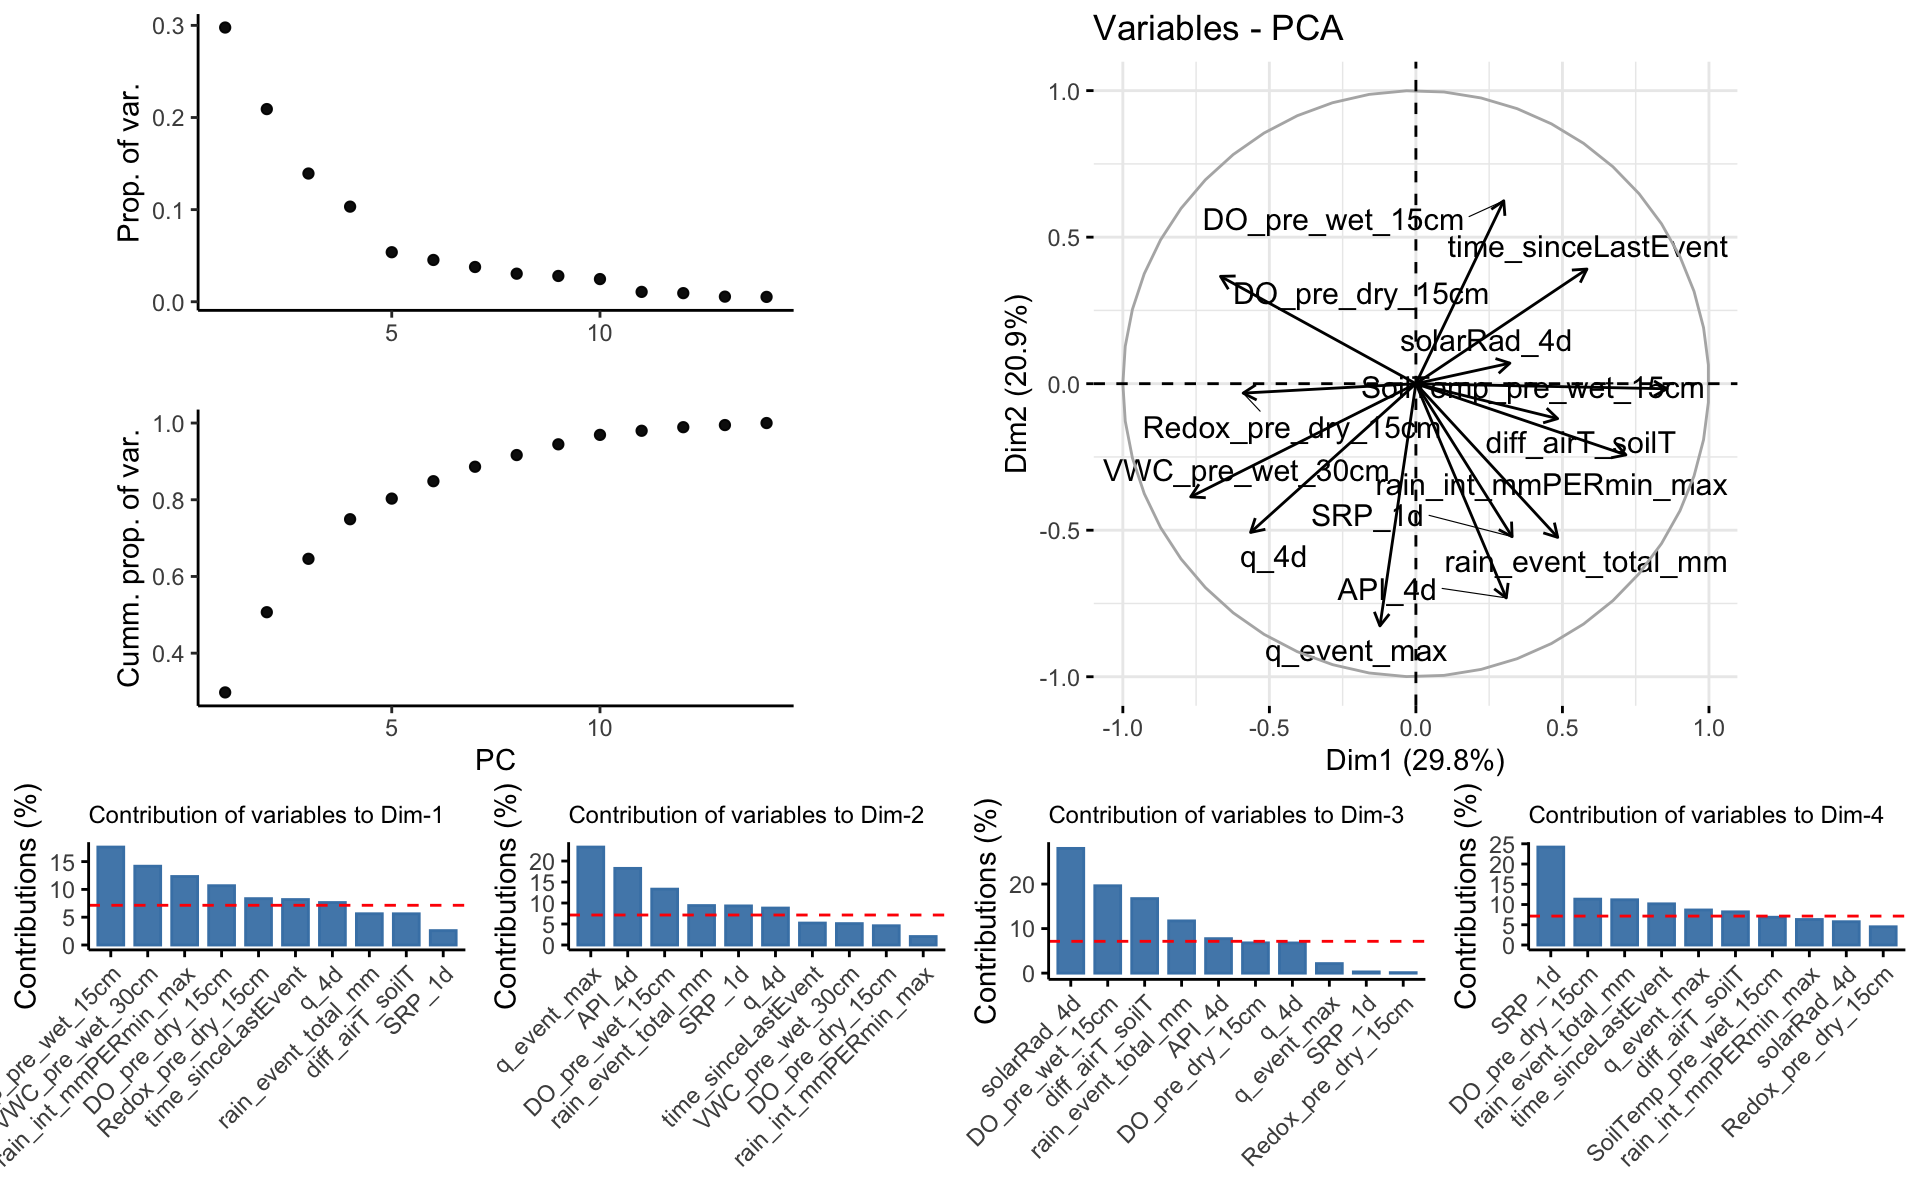 Prop. of var.
0.3
0.2
0.1
0.0
5
10
Cumm. prop. of var.
1.0
0.8
0.6
0.4
5
10
PC
Variables - PCA
Dim2 (20.9%)
1.0
0.5
0.0
-0.5
-1.0
DO_pre_wet_15cm
time_sinceLastEvent
DO_pre_dry_15cm
solarRad_4d
SoilTemp_pre_wet_15cm
Redox_pre_dry_15cm
diff_airT_soilT
VWC_pre_wet_30cm
rain_int_mmPERmin_max
SRP_1d
q_4d
rain_event_total_mm
API_4d
q_event_max
-1.0
-0.5
0.0
0.5
1.0
Dim1 (29.8%)
Contribution of variables to Dim-1
Contributions (%)
15
10
5
0
_pre_wet_15cm
VWC_pre_wet_30cm
rain_int_mmPERmin_max
DO_pre_dry_15cm
Redox_pre_dry_15cm
time_sinceLastEvent
q_4d
rain_event_total_mm
diff_airT_soilT
SRP_1d
Contribution of variables to Dim-2
Contributions (%)
20
15
10
5
0
q_event_max
API_4d
DO_pre_wet_15cm
rain_event_total_mm
SRP_1d
q_4d
time_sinceLastEvent
VWC_pre_wet_30cm
DO_pre_dry_15cm
rain_int_mmPERmin_max
Contribution of variables to Dim-3
Contributions (%)
20
10
0
solarRad_4d
DO_pre_wet_15cm
diff_airT_soilT
rain_event_total_mm
API_4d
DO_pre_dry_15cm
q_4d
q_event_max
SRP_1d
Redox_pre_dry_15cm
Contribution of variables to Dim-4
Contributions (%)
25
20
15
10
5
0
SRP_1d
DO_pre_dry_15cm
rain_event_total_mm
time_sinceLastEvent
q_event_max
diff_airT_soilT
SoilTemp_pre_wet_15cm
rain_int_mmPERmin_max
solarRad_4d
Redox_pre_dry_15cm